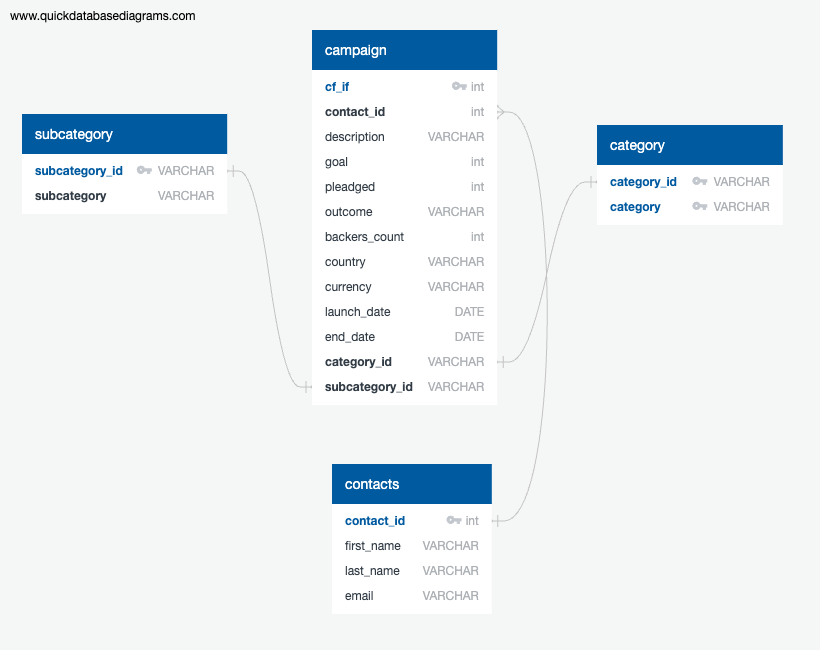 www.quickdatabasediagrams.com
campaign
cf_if int
contact_id int
description VARCHAR
goal int
pleadged int
outcome VARCHAR
backers_count int
country VARCHAR
currency VARCHAR
launch_date DATE
end_date DATE
category_id VARCHAR
subcategory_id VARCHAR
subcategory
subcategory_id VARCHAR
subcategory VARCHAR
category
category_id VARCHAR
category VARCHAR
contacts
contact_id int
first_name VARCHAR
last_name VARCHAR
email VARCHAR